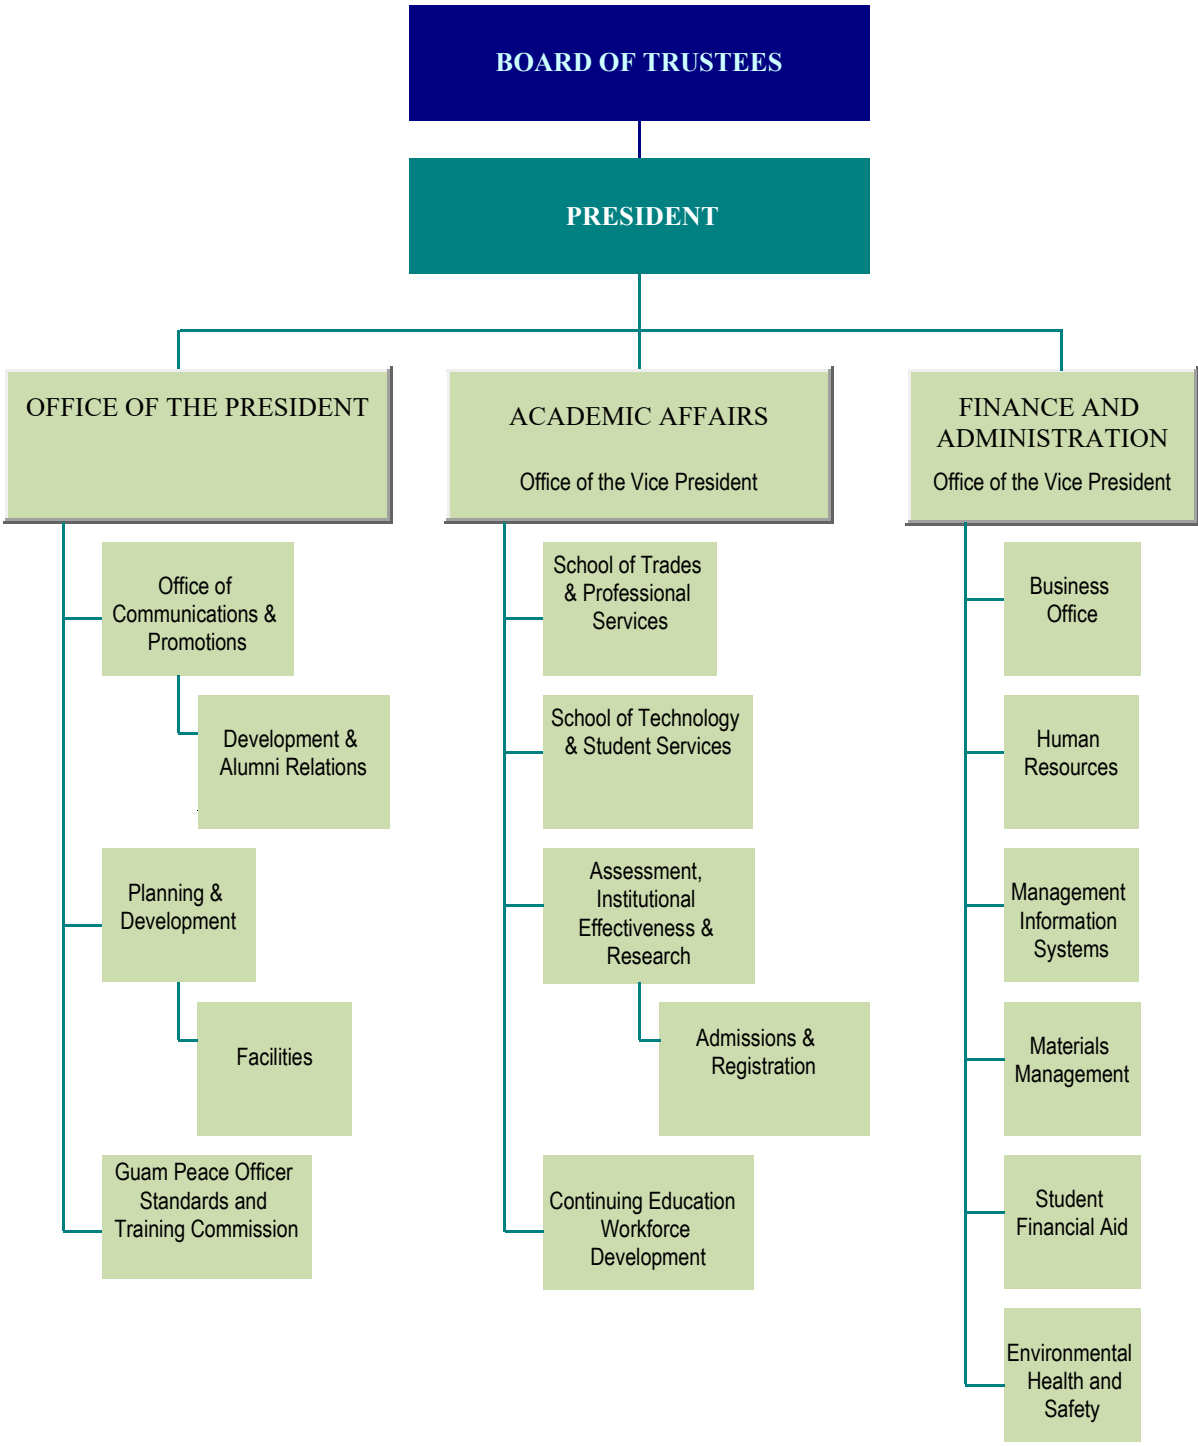 BOARD OF TRUSTEES
PRESIDENT
OFFICE OF THE PRESIDENT
Office of
Communications &
Promotions
Development &
Alumni Relations
Planning &
Development
Facilities
Guam Peace Officer
Standards and
Training Commission
ACADEMIC AFFAIRS
Office of the Vice President
School of Trades
& Professional
Services
School of Technology
& Student Services
Assessment,
Institutional
Effectiveness &
Research
Admissions &
Registration
Continuing Education
Workforce
Development
FINANCE AND
ADMINISTRATION
Office of the Vice President
Business
Office
Human
Resources
Management
Information
Systems
Materials
Management
Student
Financial Aid
Environmental
Health and
Safety